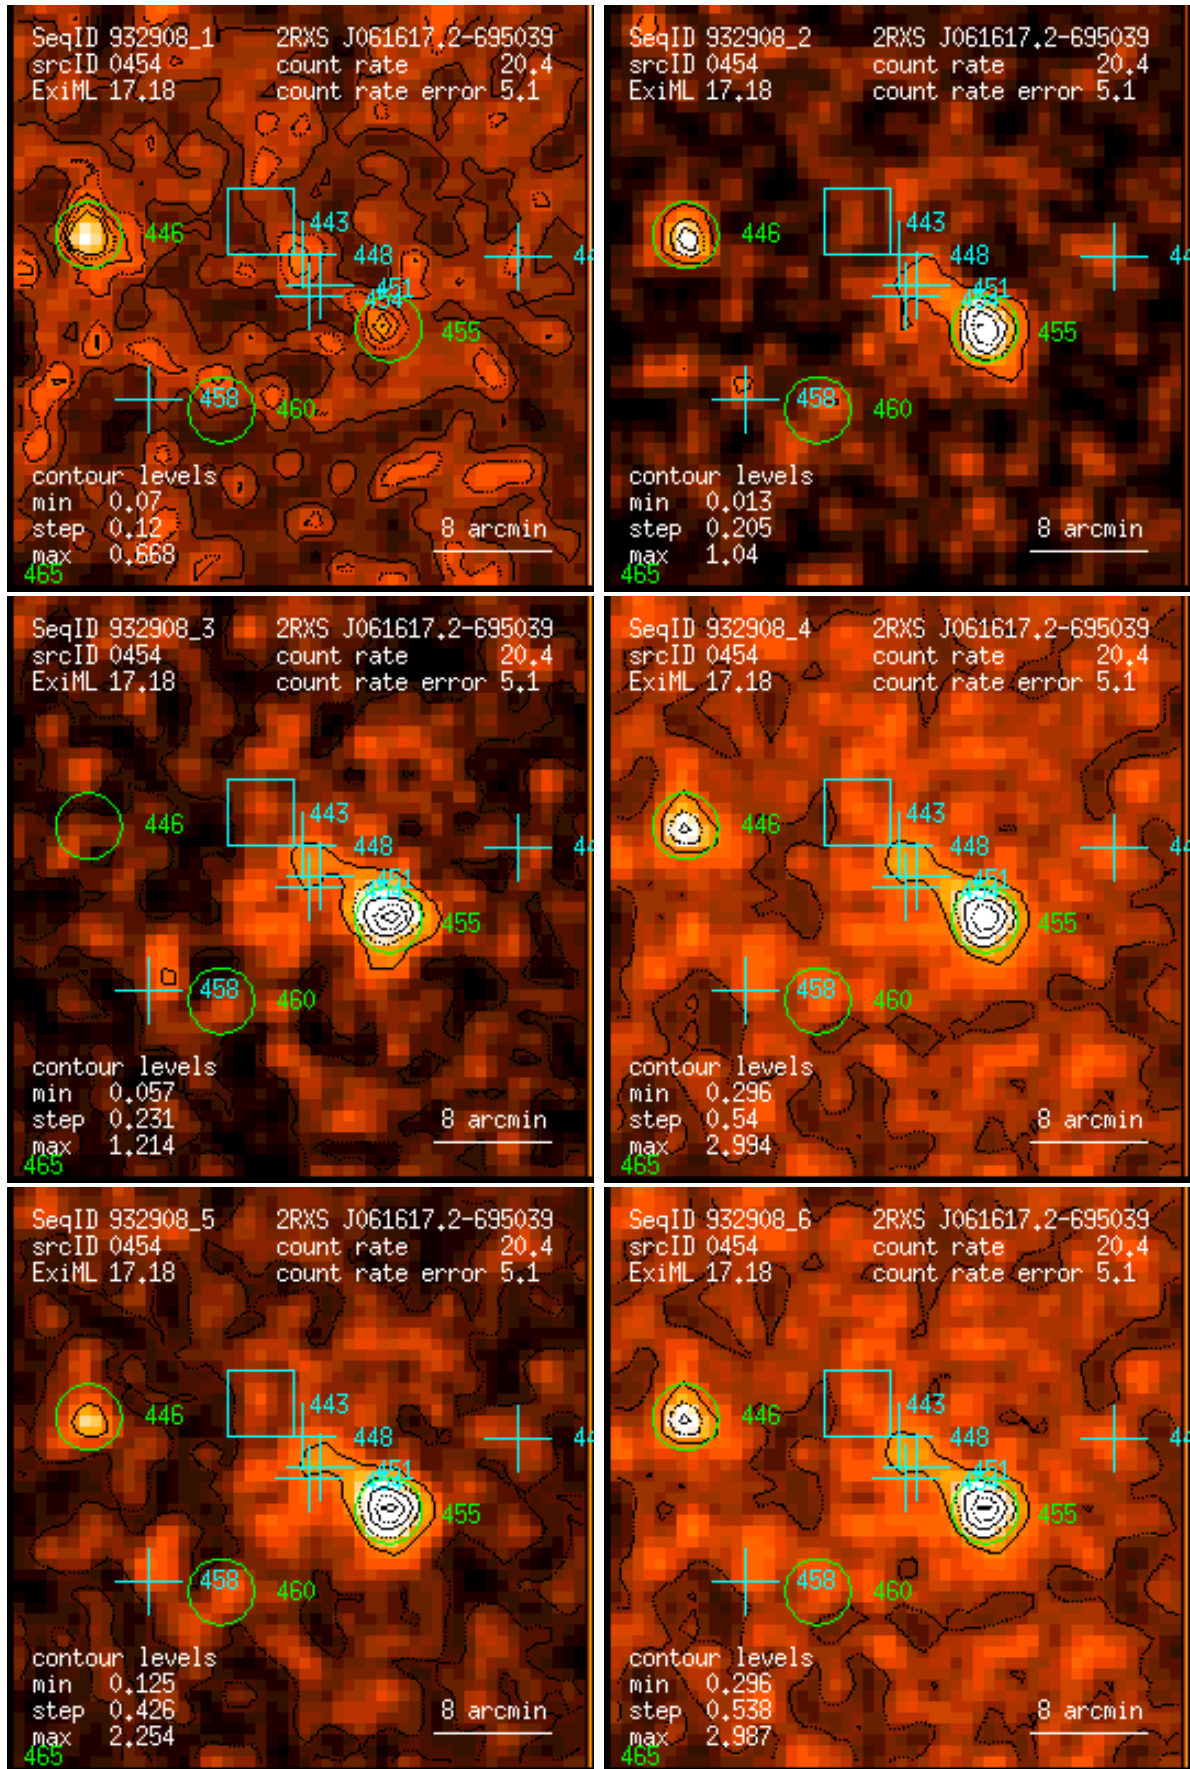 SeqID 932908_1 2RXS J061617.2-695039
srcID 0454 count rate 20.4
ExiML 17.18 count rate error 5.1
443
446
448
44
451
455
458
460
contour levels
min 0.07
step 0.12
max 0.668
8 arcmin
465
SeqID 932908_2 2RXS J061617.2-695039
srcID 0454 count rate 20.4
ExiML 17.18 count rate error 5.1
443
446
448
44
451
455
458
460
contour levels
min 0.013
step 0.205
max 1.04
8 arcmin
465
SeqID 932908_3 2RXS J061617.2-695039
srcID 0454 count rate 20.4
ExiML 17.18 count rate error 5.1
443
446
448
44
451
455
458
460
contour levels
min 0.057
step 0.231
max 1.214
8 arcmin
465
SeqID 932908_4 2RXS J061617.2-695039
srcID 0454 count rate 20.4
ExiML 17.18 count rate error 5.1
443
446
448
44
451
455
458
460
contour levels
min 0.296
step 0.54
max 2.994
8 arcmin
465
SeqID 932908_5 2RXS J061617.2-695039
srcID 0454 count rate 20.4
ExiML 17.18 count rate error 5.1
443
446
448
44
451
455
458
460
contour levels
min 0.125
step 0.426
max 2.254
8 arcmin
465
SeqID 932908_6 2RXS J061617.2-695039
srcID 0454 count rate 20.4
ExiML 17.18 count rate error 5.1
443
446
448
44
451
455
458
460
contour levels
min 0.296
step 0.538
max 2.987
8 arcmin
465